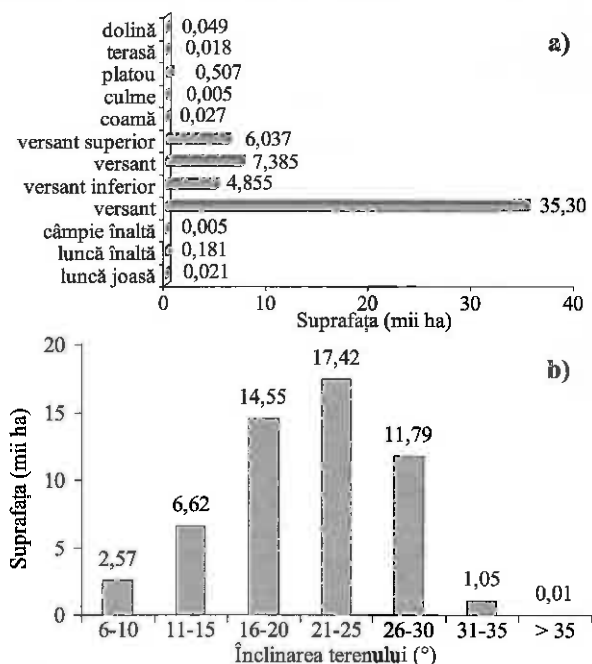 a)
dolină 0,049
terasă 0,018
platou 0,507
culme 0,005
coamă 0,027
versant superior 6,037
versant 7,385
versant inferior 4,855
versant 35,30
câmpie înaltă 0,005
luncă înaltă 0,181
luncă joasă 0,021
0 10 20 30 40
Suprafața (mii ha)
b)
Suprafața (mii ha)
20
15
10
5
0
2,57
6,62
14,55
17,42
11,79
1,05
0,01
6-10 11-15 16-20 21-25 26-30 31-35 > 35
Înclinarea terenului (°)